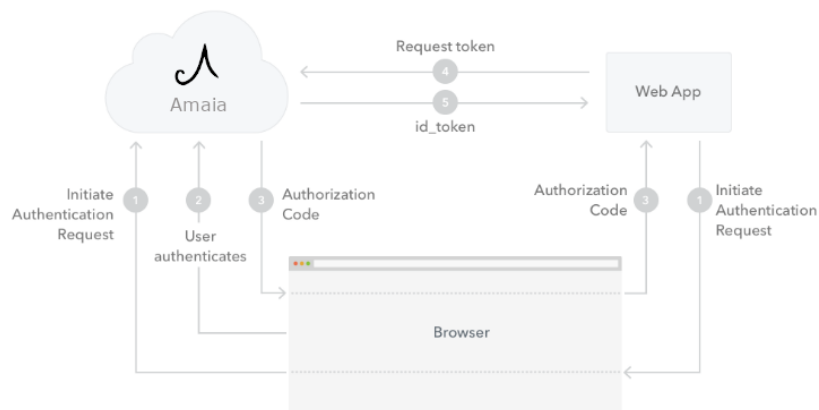 Request token
4
Amaia
Web App
5
id_token
Initiate
Authentication
Request
1
2
User
authenticates
3
Authorization
Code
Authorization
Code
3
1
Initiate
Authentication
Request
Browser